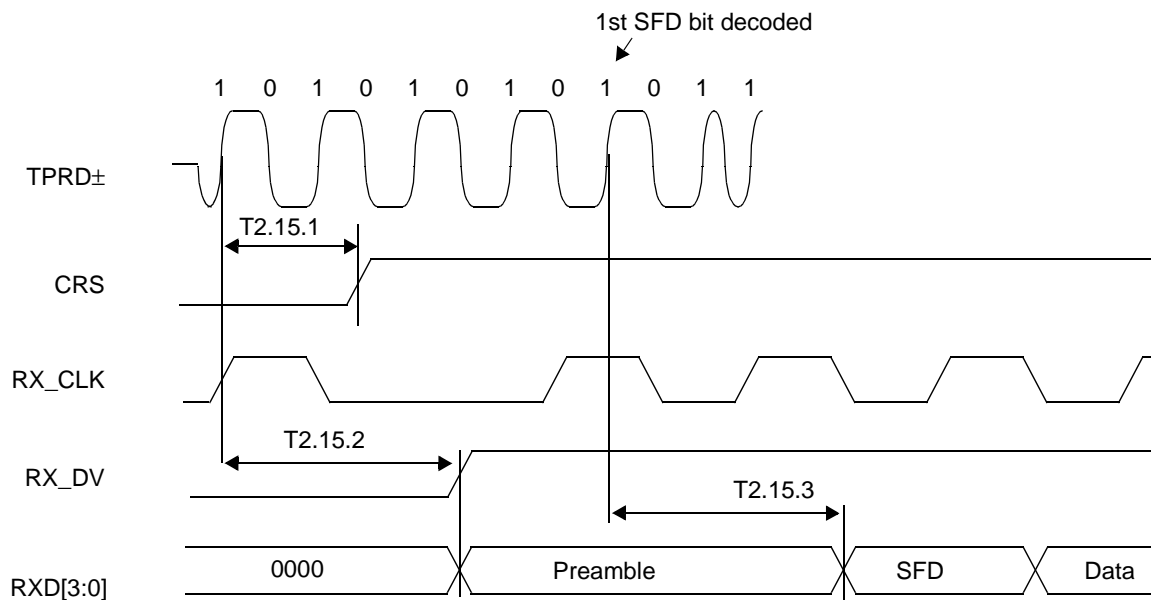 1st SFD bit decoded
1 0 1 0 1 0 1 0 1 0 1 1
TPRD±
T2.15.1
CRS
RX_CLK
T2.15.2
RX_DV
T2.15.3
RXD[3:0] 0000 Preamble SFD Data